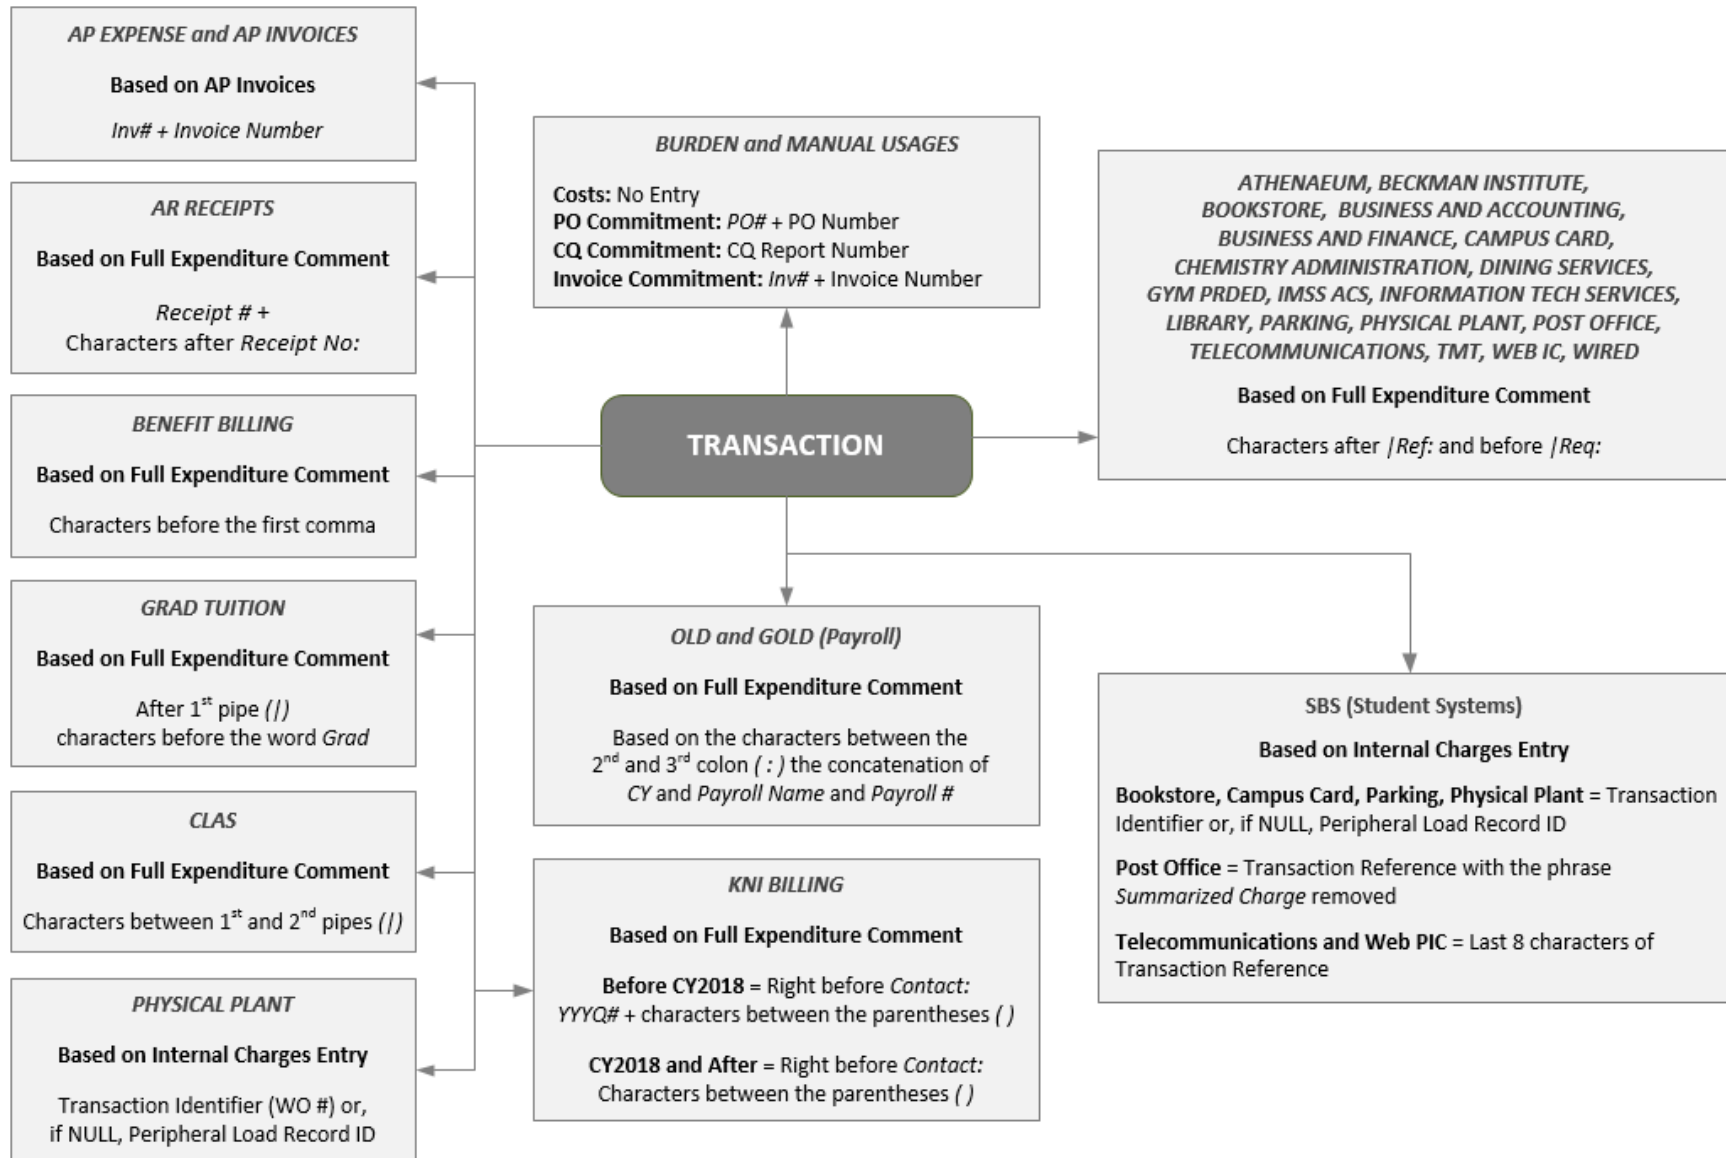 AP EXPENSE and AP INVOICES
Based on AP Invoices
Inv# + Invoice Number
AR RECEIPTS
Based on Full Expenditure Comment
Receipt # +
Characters after Receipt No:
BENEFIT BILLING
Based on Full Expenditure Comment
Characters before the first comma
GRAD TUITION
Based on Full Expenditure Comment
After 1st pipe (|)
characters before the word Grad
CLAS
Based on Full Expenditure Comment
Characters between 1st and 2nd pipes (|)
PHYSICAL PLANT
Based on Internal Charges Entry
Transaction Identifier (WO #) or,
if NULL, Peripheral Load Record ID
BURDEN and MANUAL USAGES
Costs: No Entry
PO Commitment: PO# + PO Number
CQ Commitment: CQ Report Number
Invoice Commitment: Inv# + Invoice Number
TRANSACTION
OLD and GOLD (Payroll)
Based on Full Expenditure Comment
Based on the characters between the
2nd and 3rd colon ( : ) the concatenation of
CY and Payroll Name and Payroll #
KNI BILLING
Based on Full Expenditure Comment
Before CY2018 = Right before Contact:
YYYQ# + characters between the parentheses ( )
CY2018 and After = Right before Contact:
Characters between the parentheses ( )
ATHENAEUM, BECKMAN INSTITUTE,
BOOKSTORE, BUSINESS AND ACCOUNTING,
BUSINESS AND FINANCE, CAMPUS CARD,
CHEMISTRY ADMINISTRATION, DINING SERVICES,
GYM PRDED, IMSS ACS, INFORMATION TECH SERVICES,
LIBRARY, PARKING, PHYSICAL PLANT, POST OFFICE,
TELECOMMUNICATIONS, TMT, WEB IC, WIRED
Based on Full Expenditure Comment
Characters after |Ref: and before |Req:
SBS (Student Systems)
Based on Internal Charges Entry
Bookstore, Campus Card, Parking, Physical Plant = Transaction
Identifier or, if NULL, Peripheral Load Record ID
Post Office = Transaction Reference with the phrase
Summarized Charge removed
Telecommunications and Web PIC = Last 8 characters of
Transaction Reference